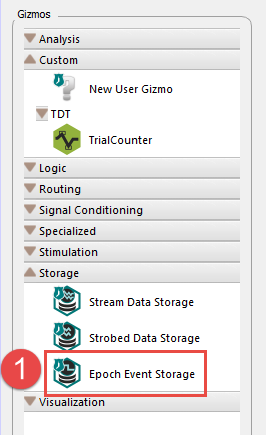 Gizmos
Analysis
Custom
New User Gizmo
TDT
TrialCounter
Logic
Routing
Signal Conditioning
Specialized
Stimulation
Storage
Stream Data Storage
Strobed Data Storage
1
Epoch Event Storage
Visualization